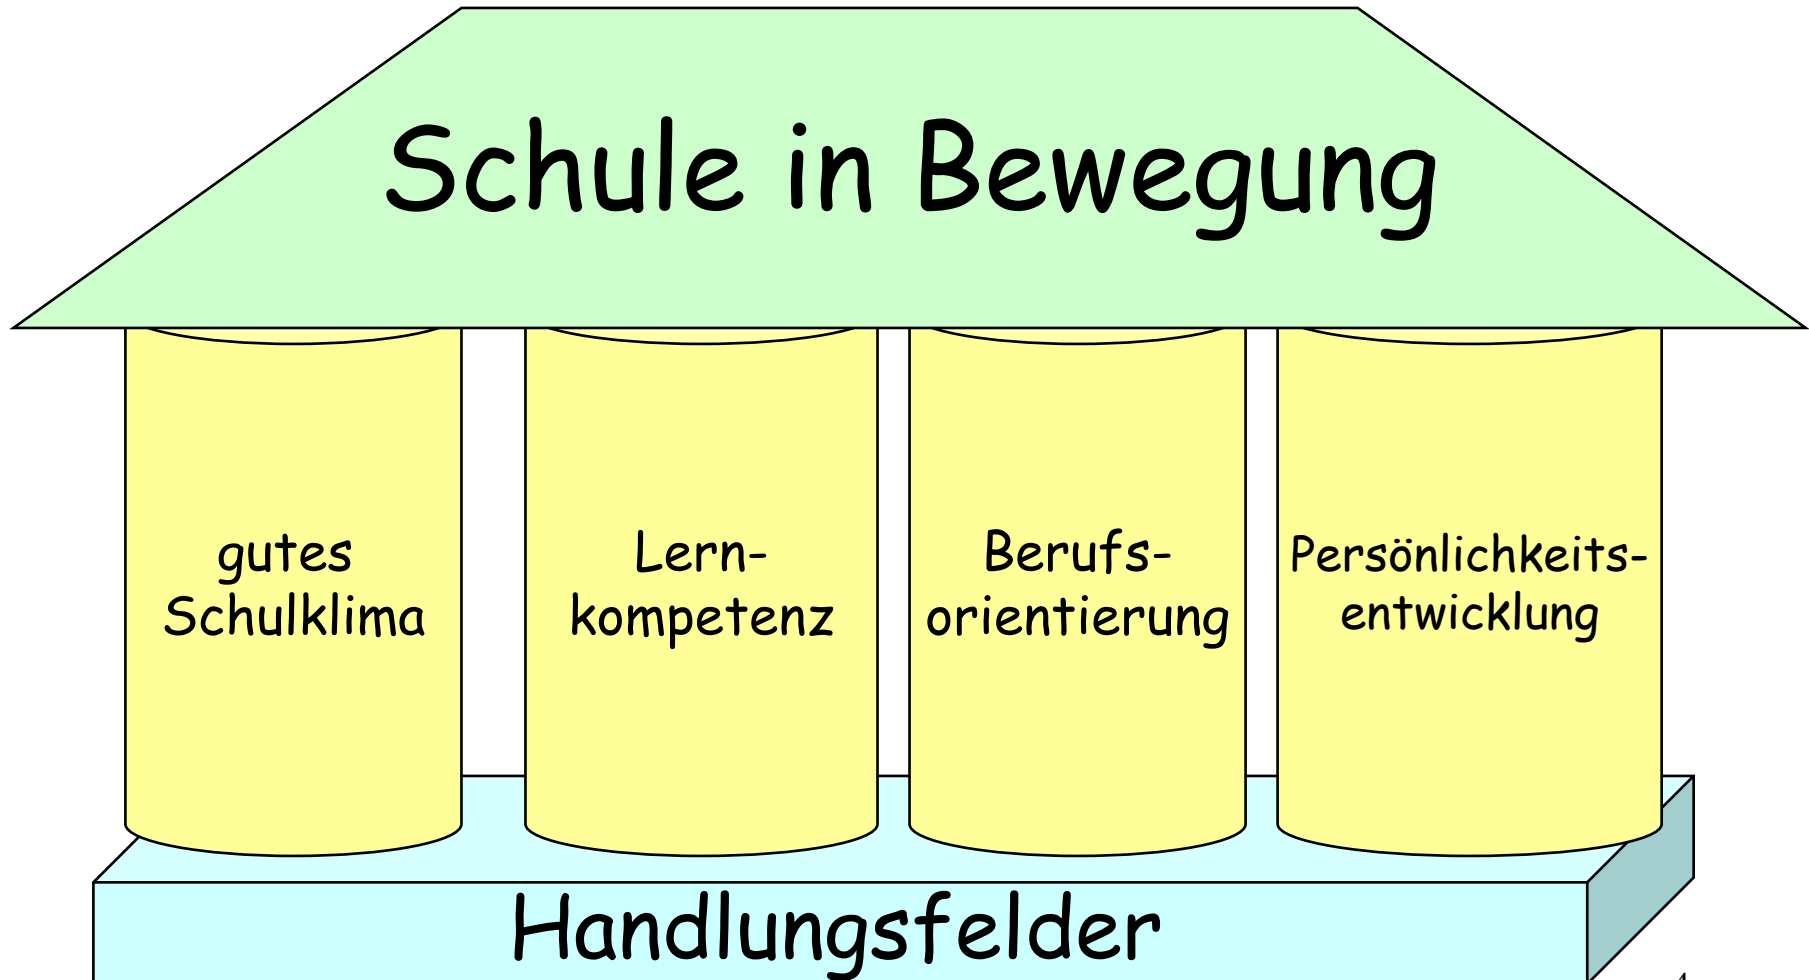 Schule in Bewegung
gutes
Schulklima
Lern-
kompetenz
Berufs-
orientierung
Persönlichkeits-
entwicklung
Handlungsfelder